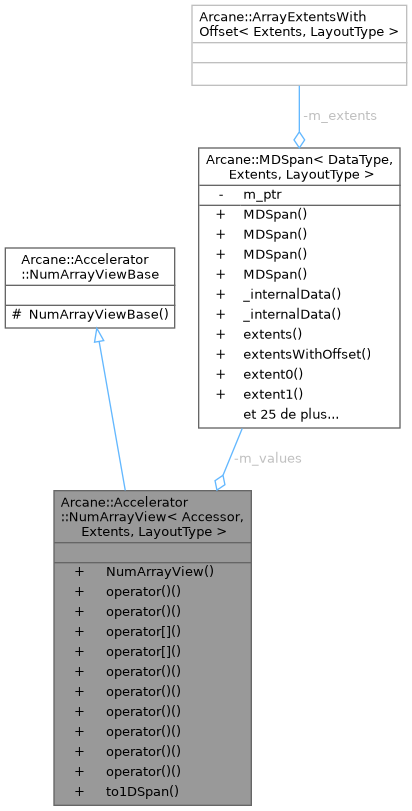 Arcane::ArrayExtentsWith
Offset< Extents, LayoutType >
-m_extents
Arcane::MDSpan< DataType,
Extents, LayoutType >
- m_ptr
+ MDSpan()
+ MDSpan()
+ MDSpan()
+ MDSpan()
+ _internalData()
+ _internalData()
+ extents()
+ extentsWithOffset()
+ extent0()
+ extent1()
et 25 de plus...
Arcane::Accelerator
::NumArrayViewBase
# NumArrayViewBase()
-m_values
Arcane::Accelerator
::NumArrayView< Accessor,
Extents, LayoutType >
+ NumArrayView()
+ operator()()
+ operator()()
+ operator[]()
+ operator[]()
+ operator()()
+ operator()()
+ operator()()
+ operator()()
+ operator()()
+ operator()()
+ to1DSpan()